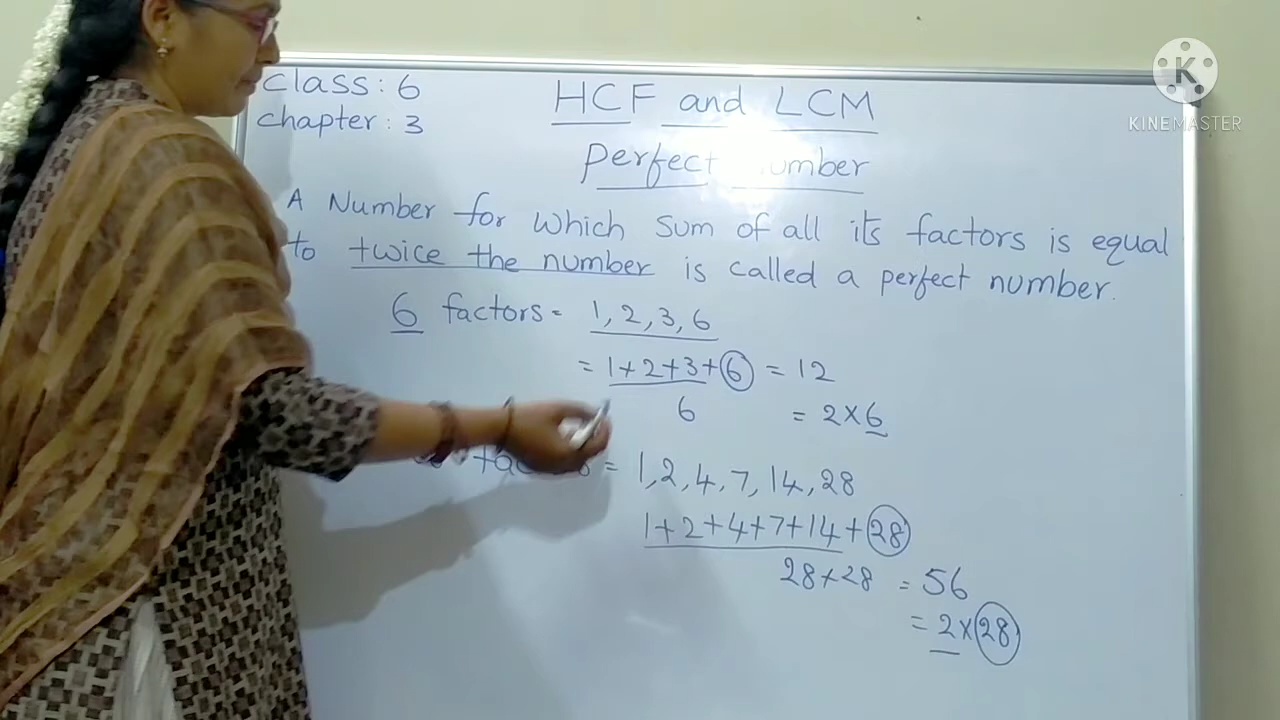 Class: 6
Chapter: 3
HCF and LCM
K
KINEMASTER
Perfect
A Number for which sum of all its factors is equal
to twice the number is called a perfect number.
6 factors = 1, 2, 3, 6
= 1+2+3+6 = 12
6 = 2×6
= 1, 2, 4, 7, 14, 28
1+2+4+7+14+28
28+28 = 56
= 2×28